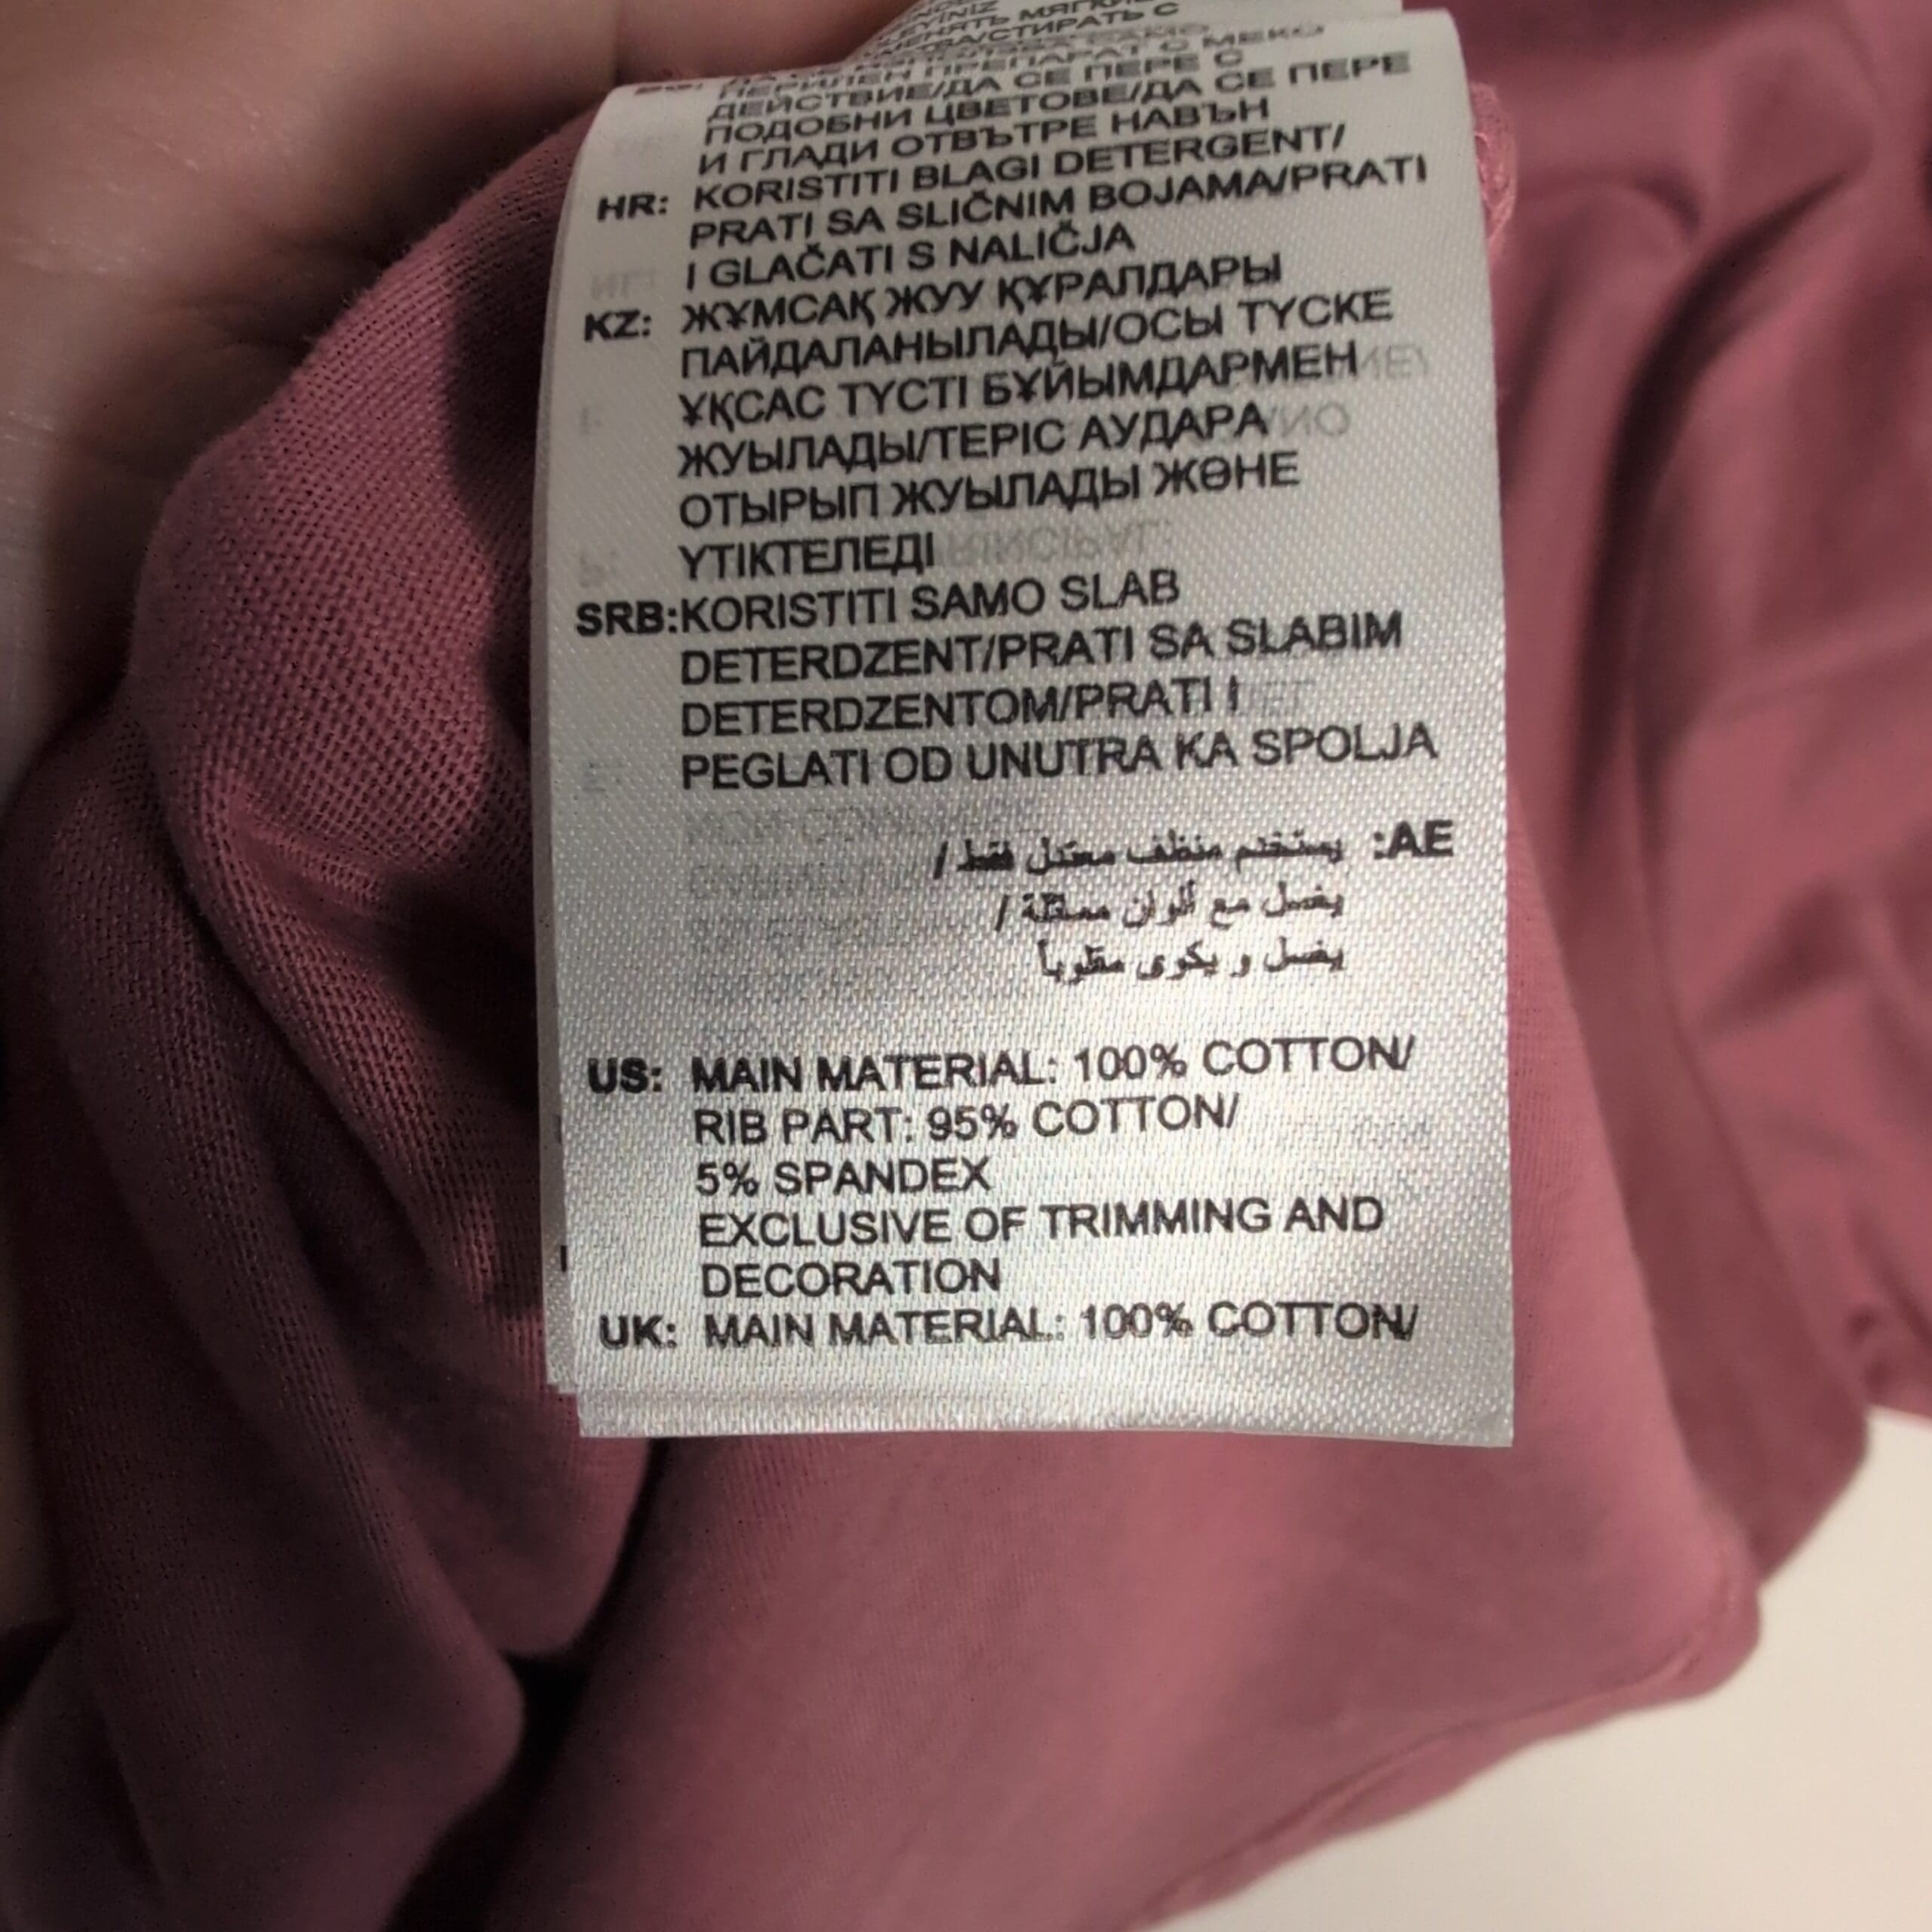 ПЕРИЛЕН ПРЕПАРАТ С МЕКО
ДЕЙСТВИЕ/ДА СЕ ПЕРЕ С
ПОДОБНИ ЦВЕТОВЕ/ДА СЕ ПЕРЕ
И ГЛАДИ ОТВЪТРЕ НАВЪН
HR: KORISTITI BLAGI DETERGENT/
PRATI SA SLIČNIM BOJAMA/PRATI
I GLAČATI S NALIČJA
KZ: ЖҰМСАҚ ЖУУ ҚҰРАЛДАРЫ
ПАЙДАЛАНЫЛАДЫ/ОСЫ ТҮСКЕ
ҰҚСАС ТҮСТІ БҰЙЫМДАРМЕН
ЖУЫЛАДЫ/ТЕРІС АУДАРА
ОТЫРЫП ЖУЫЛАДЫ ЖӨНЕ
ҮТІКТЕЛЕДІ
SRB: KORISTITI SAMO SLAB
DETERDZENT/PRATI SA SLABIM
DETERDZENTOM/PRATI I
PEGLATI OD UNUTRA KA SPOLJA
AE: يستخدم منظف معتدل فقط /
يغسل مع ألوان مماثلة /
يغسل و يكوى مقلوباً
US: MAIN MATERIAL: 100% COTTON/
RIB PART: 95% COTTON/
5% SPANDEX
EXCLUSIVE OF TRIMMING AND
DECORATION
UK: MAIN MATERIAL: 100% COTTON/